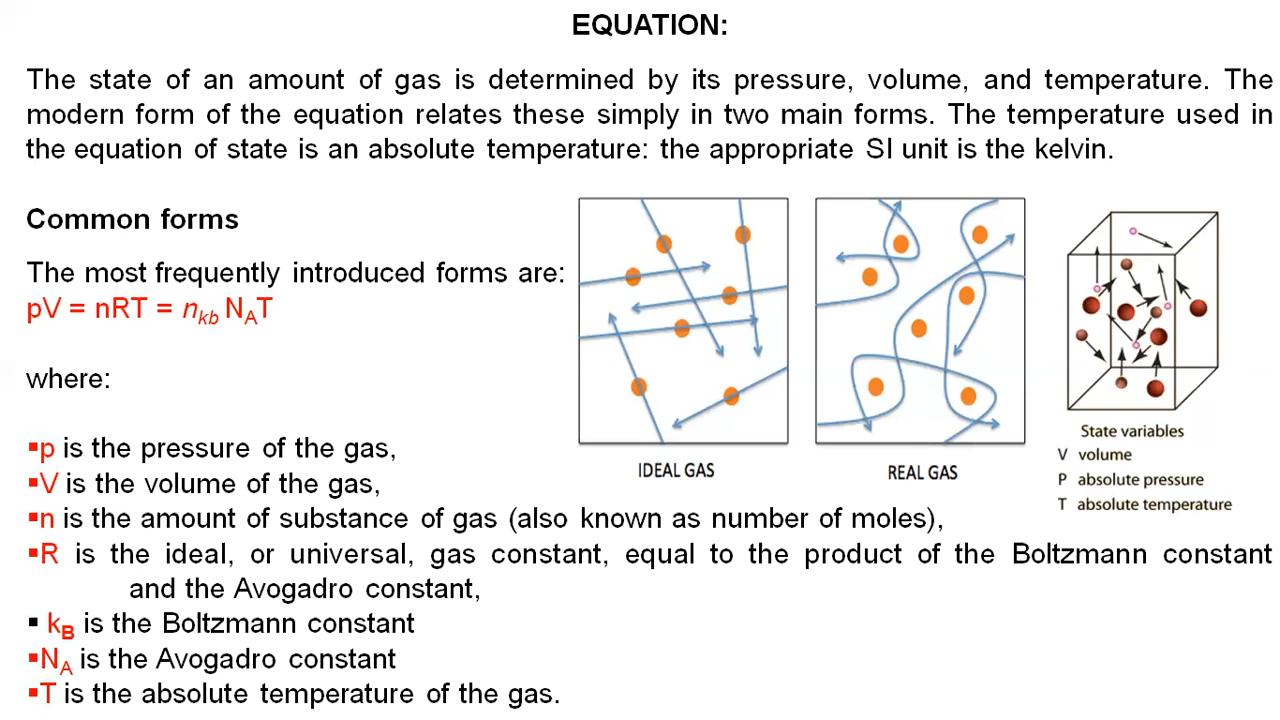 EQUATION:
The state of an amount of gas is determined by its pressure, volume, and temperature. The
modern form of the equation relates these simply in two main forms. The temperature used in
the equation of state is an absolute temperature: the appropriate SI unit is the kelvin.
Common forms
The most frequently introduced forms are:
pV = nRT = nkb NAT
where:
▪p is the pressure of the gas,
▪V is the volume of the gas,
▪n is the amount of substance of gas (also known as number of moles),
▪R is the ideal, or universal, gas constant, equal to the product of the Boltzmann constant
and the Avogadro constant,
▪ kB is the Boltzmann constant
▪NA is the Avogadro constant
▪T is the absolute temperature of the gas.
IDEAL GAS
REAL GAS
State variables
V volume
P absolute pressure
T absolute temperature